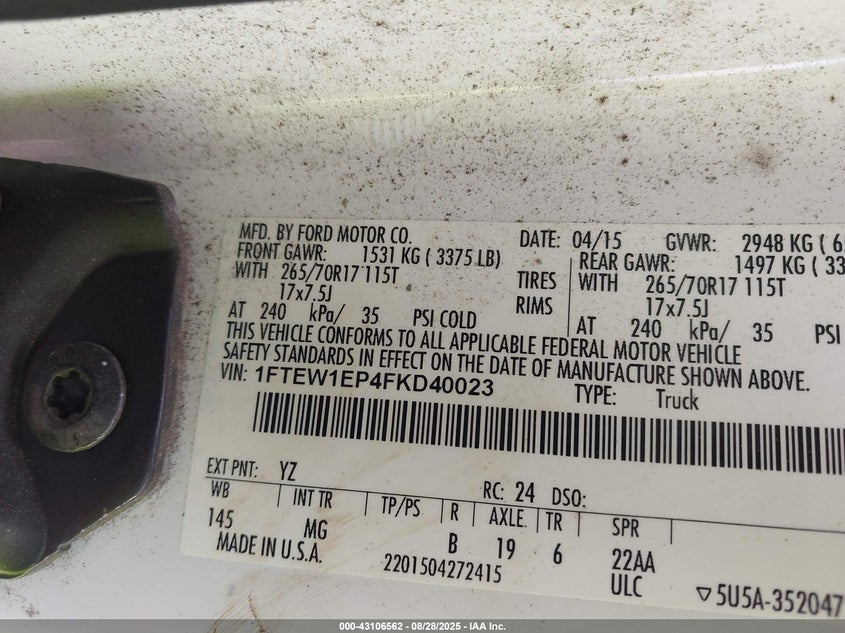 MFD. BY FORD MOTOR CO. DATE: 04/15 GVWR: 2948 KG ( 6
FRONT GAWR: 1531 KG ( 3375 LB) REAR GAWR: 1497 KG ( 33
WITH 265/70R17 115T TIRES WITH 265/70R17 115T
17x7.5J RIMS 17x7.5J
AT 240 kPa/ 35 PSI COLD AT 240 kPa/ 35 PSI
THIS VEHICLE CONFORMS TO ALL APPLICABLE FEDERAL MOTOR VEHICLE
SAFETY STANDARDS IN EFFECT ON THE DATE OF MANUFACTURE SHOWN ABOVE.
VIN: 1FTEW1EP4FKD40023 TYPE: Truck
EXT PNT: YZ RC: 24 DSO:
WB INT TR TP/PS R AXLE. TR SPR
145 MG B 19 6 22AA
MADE IN U.S.A. 2201504272415 ULC ▽5U5A-352047
000-43106562 - 08/28/2025 - IAA Inc.